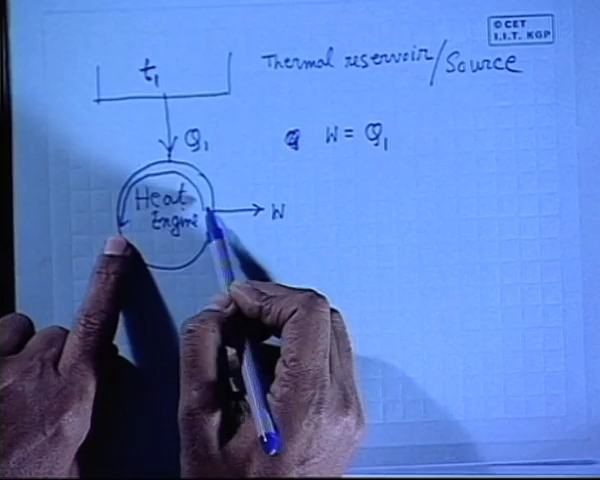 © CET
I.I.T. KGP
Thermal reservoir/Source
t₁
Q₁
W = Q₁
Heat
Engine
W